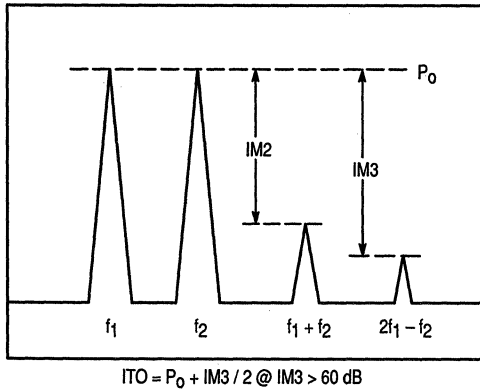 P₀
IM2
IM3
f₁
f₂
f₁ + f₂
2f₁ – f₂
ITO = P₀ + IM3 / 2 @ IM3 > 60 dB